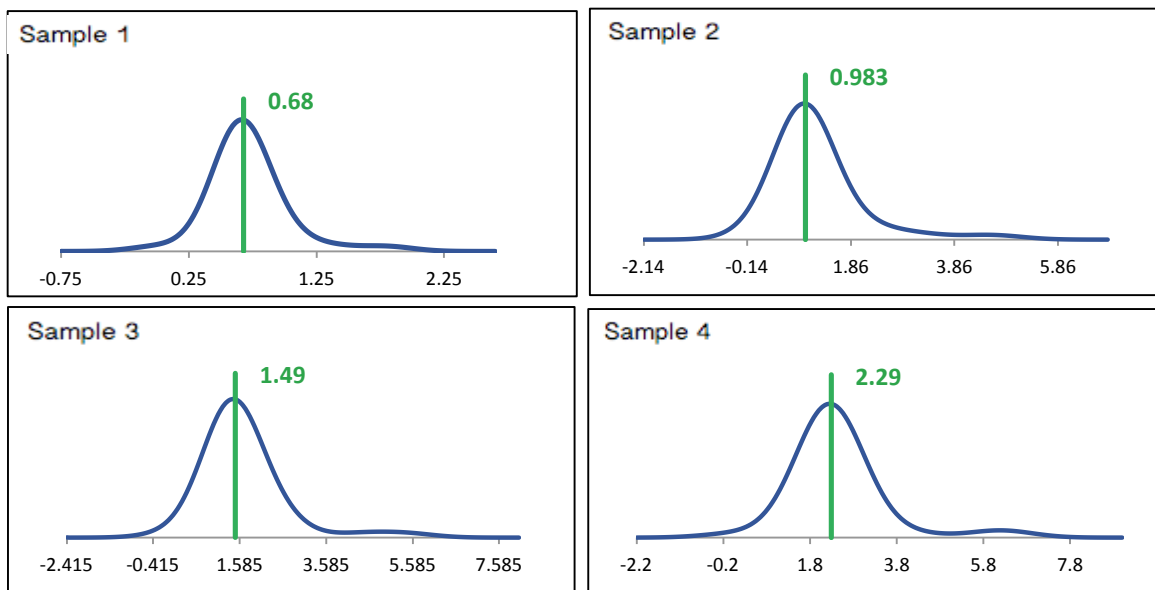 Sample 1
0.68
-0.75 0.25 1.25 2.25
Sample 2
0.983
-2.14 -0.14 1.86 3.86 5.86
Sample 3
1.49
-2.415 -0.415 1.585 3.585 5.585 7.585
Sample 4
2.29
-2.2 -0.2 1.8 3.8 5.8 7.8